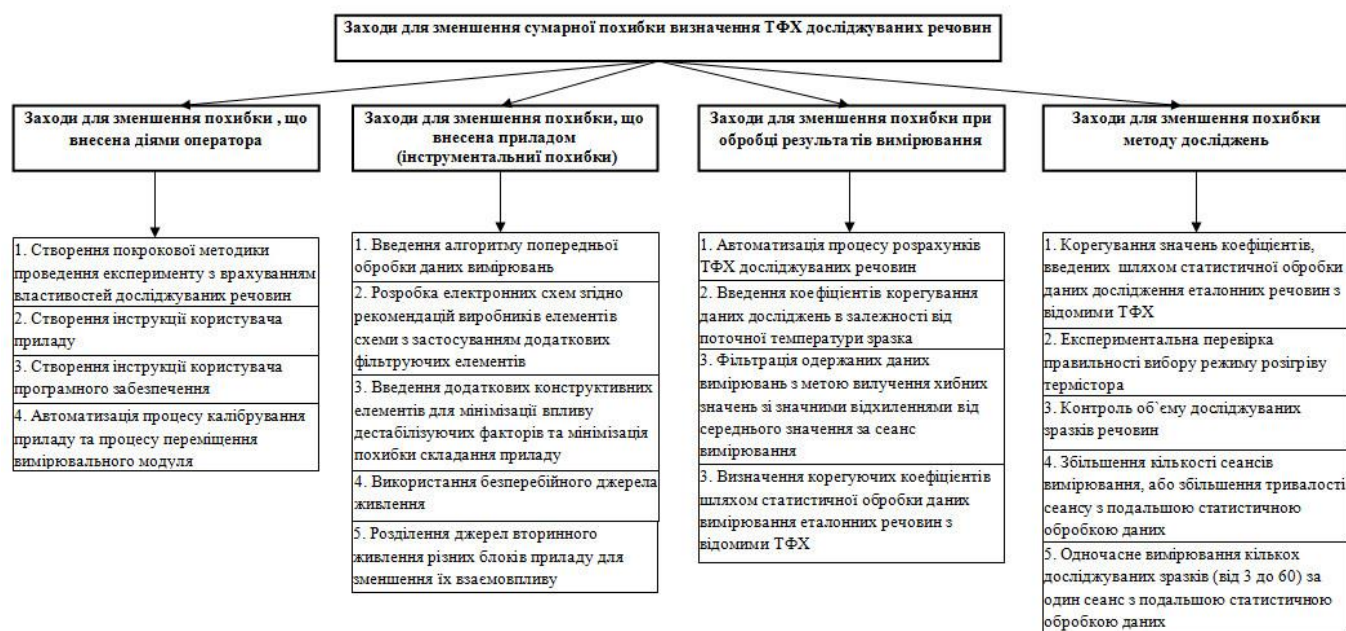 Заходи для зменшення сумарної похибки визначення ТФХ досліджуваних речовин
Заходи для зменшення похибки , що
внесена діями оператора
Заходи для зменшення похибки, що
внесена приладом
(інструментальниї похибки)
Заходи для зменшення похибки при
обробці результатів вимірювання
Заходи для зменшення похибки
методу досліджень
1. Створення покрокової методики
проведення експерименту з врахуванням
властивостей досліджуваних речовин
2. Створення інструкції користувача
приладу
3. Створення інструкції користувача
програмного забезпечення
4. Автоматизація процесу калібрування
приладу та процесу переміщення
вимірювального модуля
1. Введення алгоритму попередньої
обробки даних вимірювань
2. Розробка електронних схем згідно
рекомендацій виробників елементів
схеми з застосуванням додаткових
фільтруючих елементів
3. Введення додаткових конструктивних
елементів для мінімізації впливу
дестабілізуючих факторів та мінімізація
похибки складання приладу
4. Використання безперебійного джерела
живлення
5. Розділення джерел вторинного
живлення різних блоків приладу для
зменшення їх взаємовпливу
1. Автоматизація процесу розрахунків
ТФХ досліджуваних речовин
2. Введення коефіцієнтів корегування
даних досліджень в залежності від
поточної температури зразка
3. Фільтрація одержаних даних
вимірювань з метою вилучення хибних
значень зі значними відхиленнями від
середнього значення за сеанс
вимірювання
3. Визначення корегуючих коефіцієнтів
шляхом статистичної обробки даних
вимірювання еталонних речовин з
відомими ТФХ
1. Корегування значень коефіцієнтів,
введених шляхом статистичної обробки
даних дослідження еталонних речовин з
відомими ТФХ
2. Експериментальна перевірка
правильності вибору режиму розігріву
термістора
3. Контроль об`єму досліджуваних
зразків речовин
4. Збільшення кількості сеансів
вимірювання, або збільшення тривалості
сеансу з подальшою статистичною
обробкою даних
5. Одночасне вимірювання кількох
досліджуваних зразків (від 3 до 60) за
один сеанс з подальшою статистичною
обробкою даних